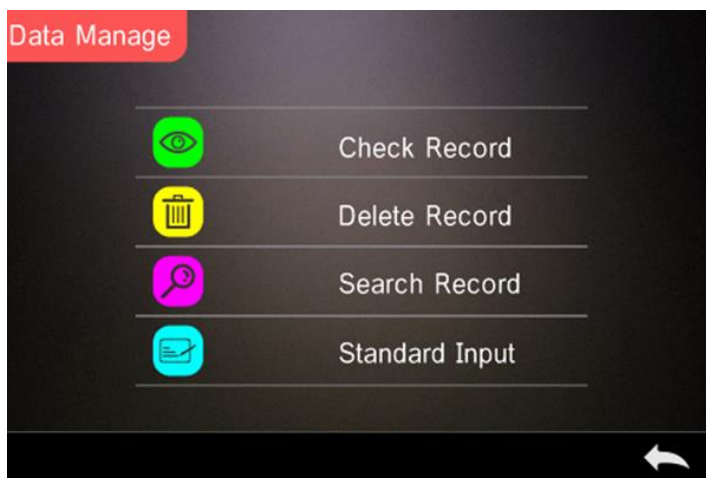 Data Manage
Check Record
Delete Record
Search Record
Standard Input